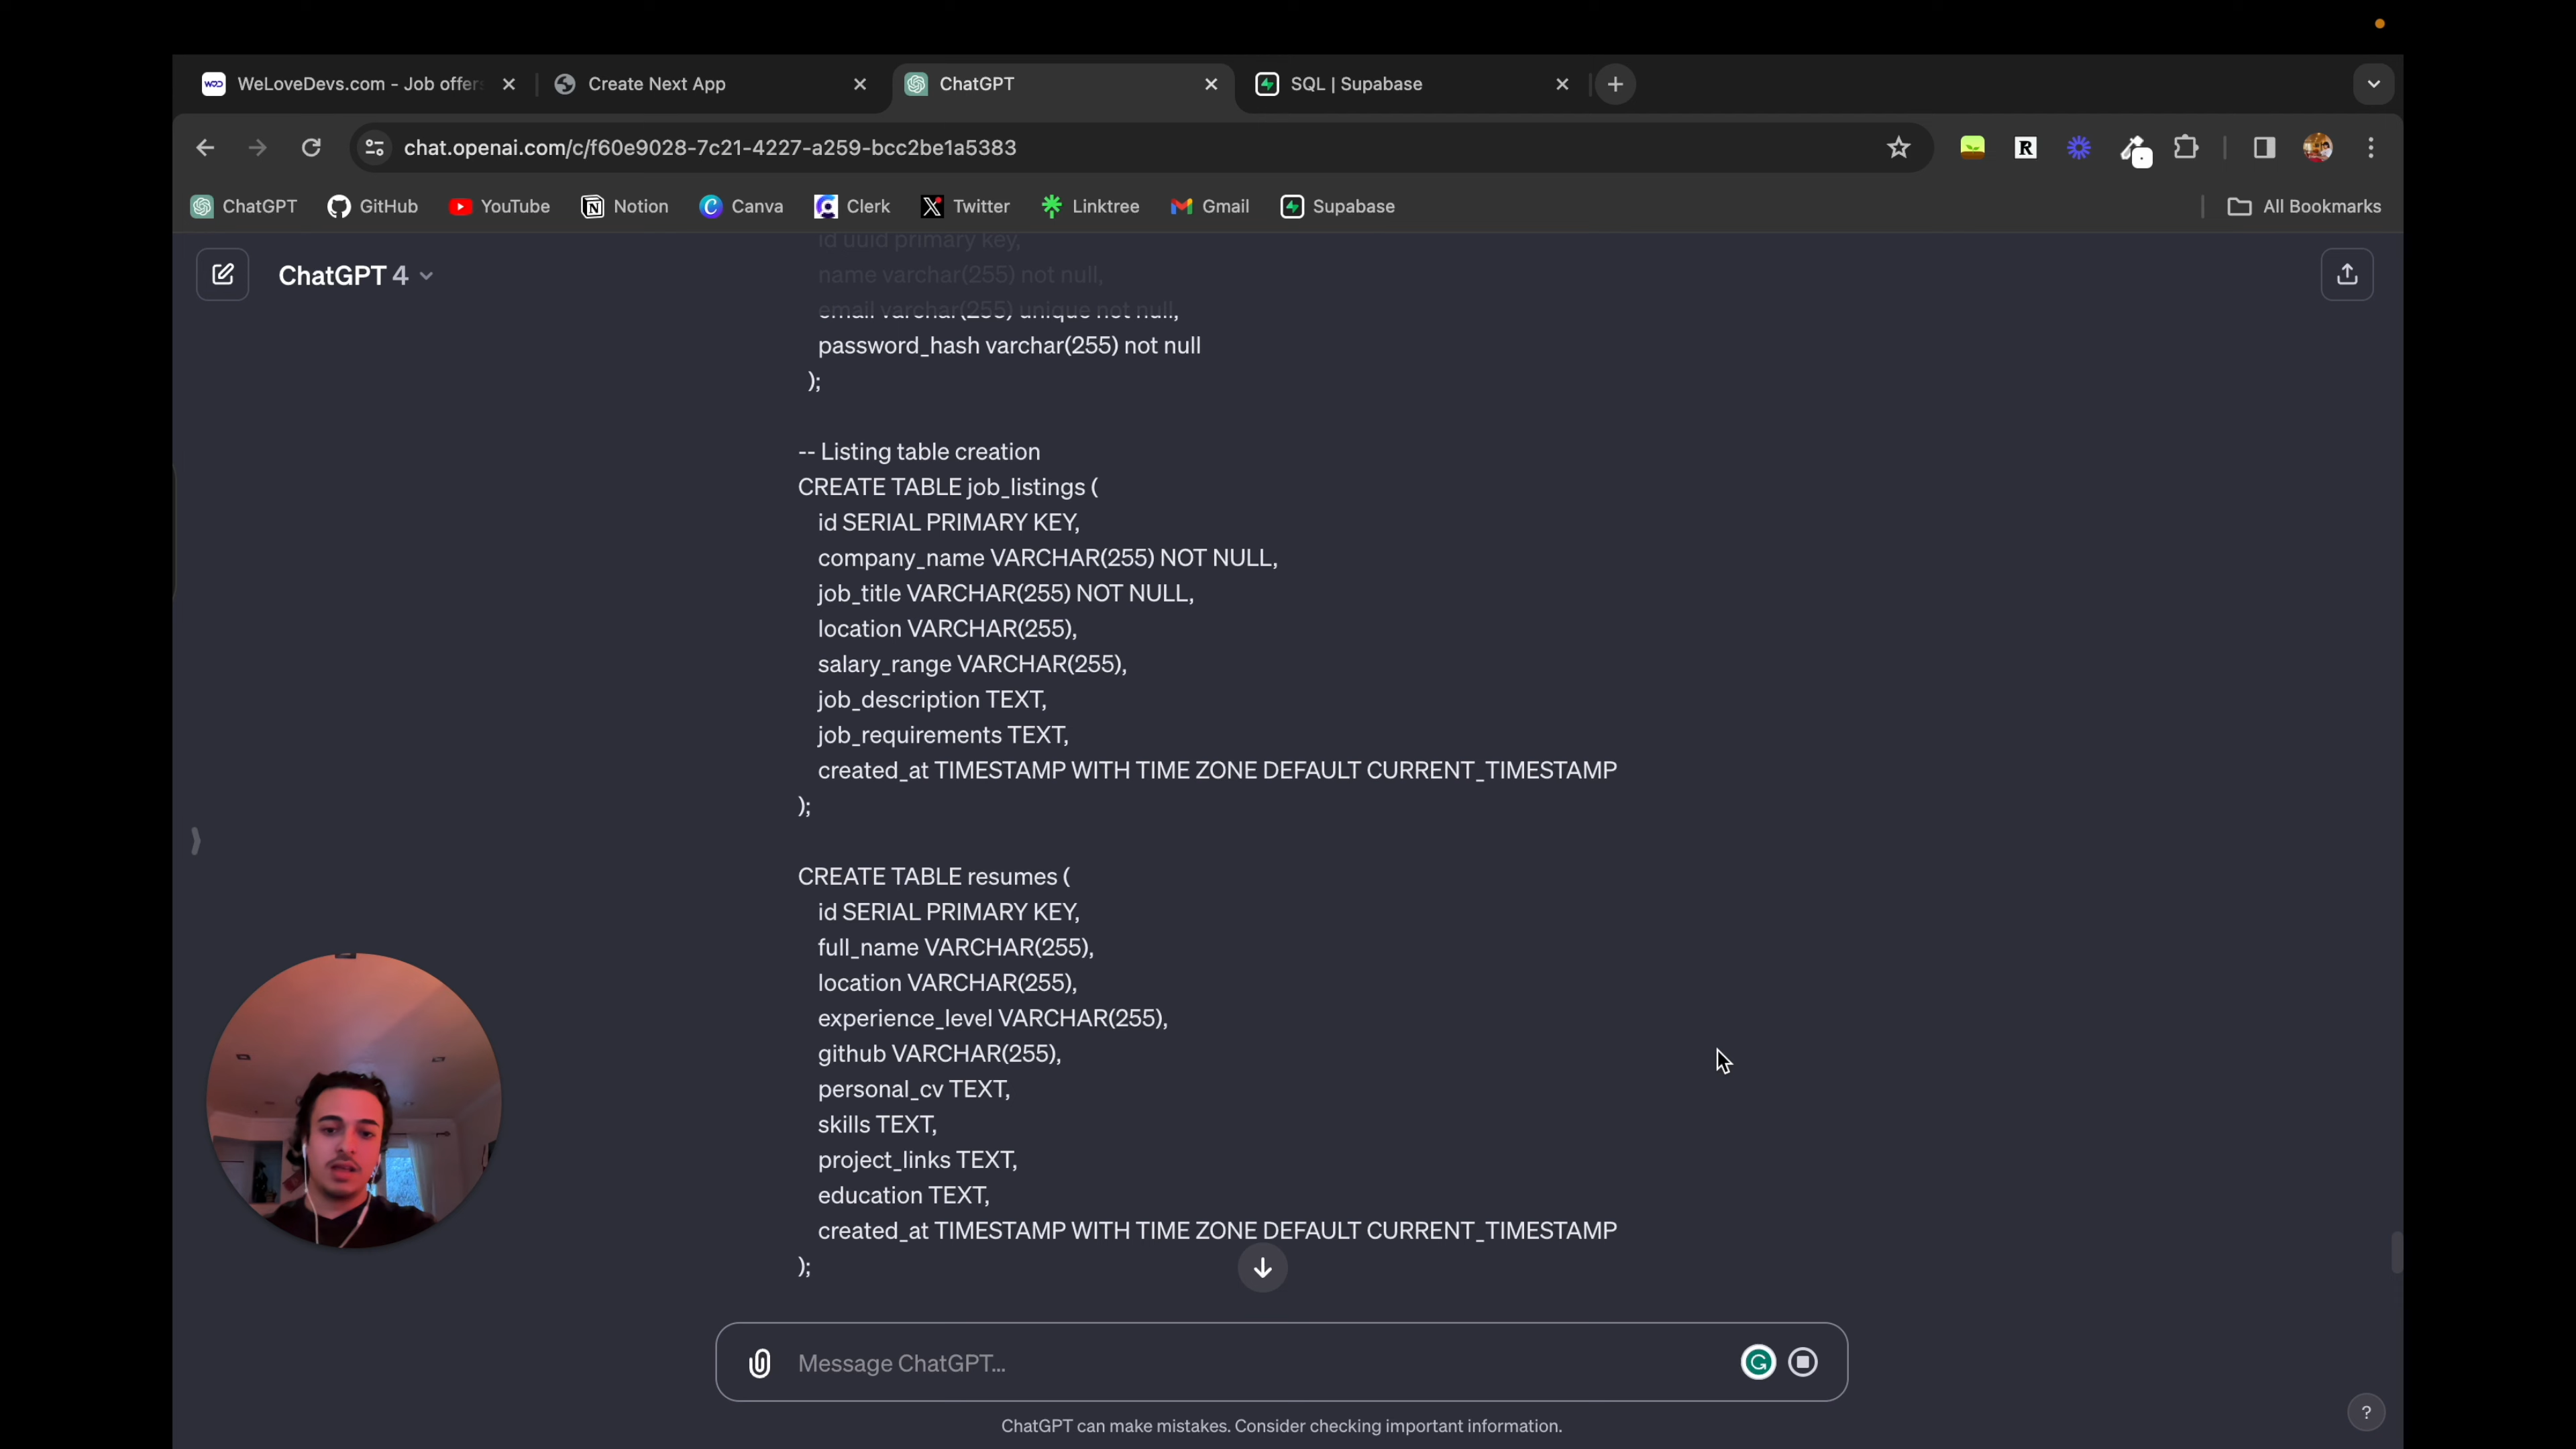 WeLoveDevs.com - Job offers
Create Next App
ChatGPT
SQL | Supabase
chat.openai.com/c/f60e9028-7c21-4227-a259-bcc2be1a5383
ChatGPT
GitHub
YouTube
Notion
Canva
Clerk
Twitter
Linktree
Gmail
Supabase
All Bookmarks
ChatGPT 4
id uuid primary key,
name varchar(255) not null,
email varchar(255) unique not null,
password_hash varchar(255) not null
);
-- Listing table creation
CREATE TABLE job_listings (
id SERIAL PRIMARY KEY,
company_name VARCHAR(255) NOT NULL,
job_title VARCHAR(255) NOT NULL,
location VARCHAR(255),
salary_range VARCHAR(255),
job_description TEXT,
job_requirements TEXT,
created_at TIMESTAMP WITH TIME ZONE DEFAULT CURRENT_TIMESTAMP
);
CREATE TABLE resumes (
id SERIAL PRIMARY KEY,
full_name VARCHAR(255),
location VARCHAR(255),
experience_level VARCHAR(255),
github VARCHAR(255),
personal_cv TEXT,
skills TEXT,
project_links TEXT,
education TEXT,
created_at TIMESTAMP WITH TIME ZONE DEFAULT CURRENT_TIMESTAMP
);
Message ChatGPT...
ChatGPT can make mistakes. Consider checking important information.
?